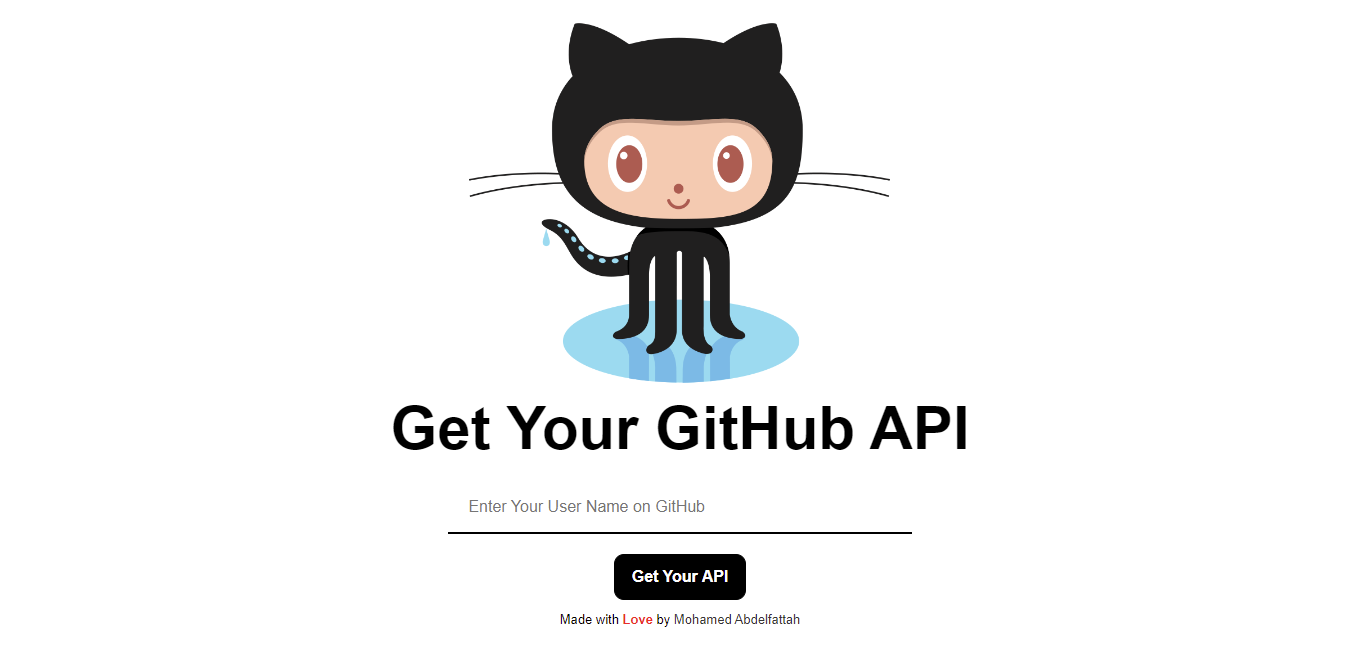 Get Your GitHub API
Enter Your User Name on GitHub
Get Your API
Made with Love by Mohamed Abdelfattah